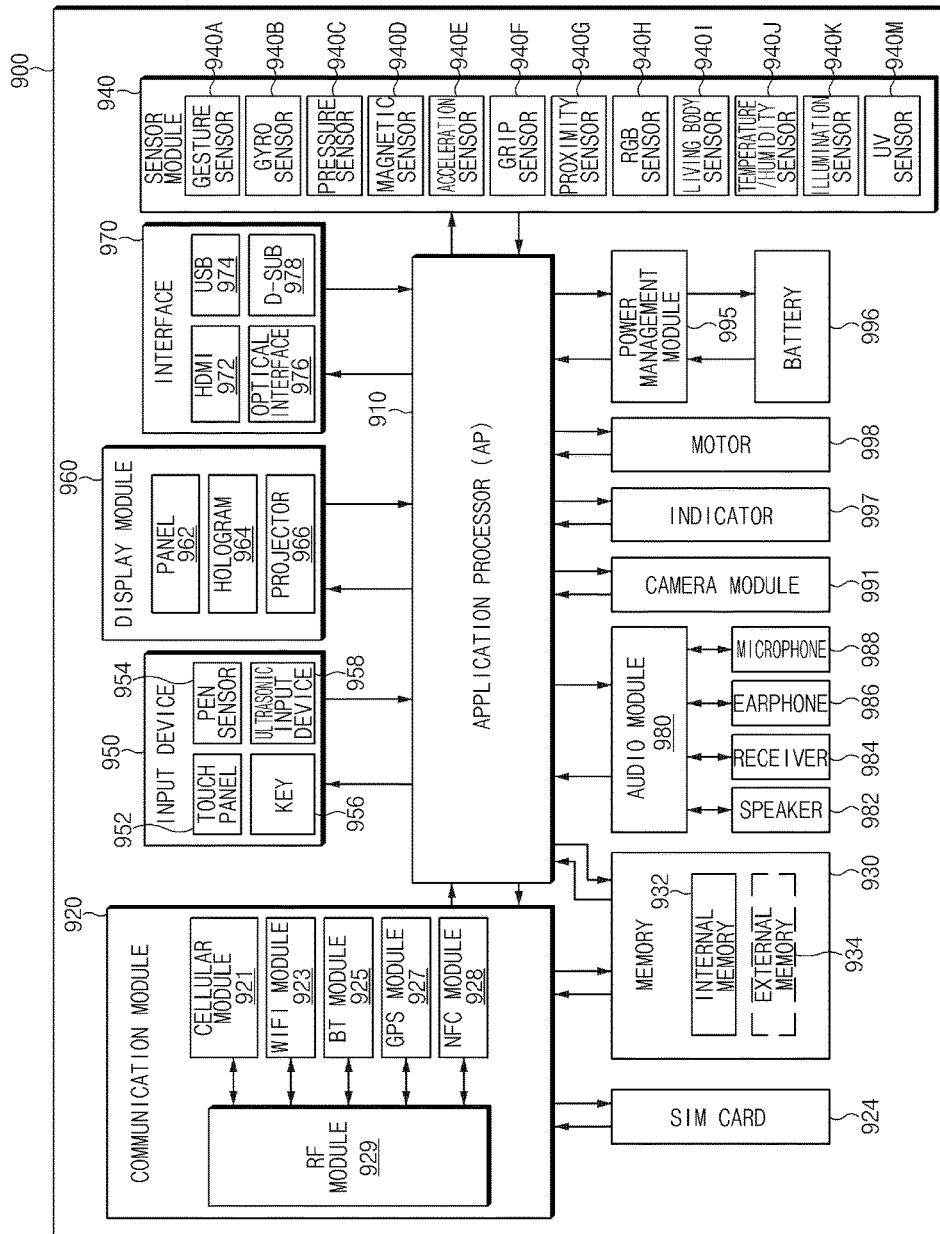 900
COMMUNICATION MODULE
920
RF
MODULE
929
CELLULAR
MODULE
921
WIFI MODULE
923
BT MODULE
925
GPS MODULE
927
NFC MODULE
928
SIM CARD
924
MEMORY
930
INTERNAL
MEMORY
932
EXTERNAL
MEMORY
934
INPUT DEVICE
950
TOUCH
PANEL
952
PEN
SENSOR
954
KEY
956
ULTRASONIC
INPUT
DEVICE
958
DISPLAY MODULE
960
PANEL
962
HOLOGRAM
964
PROJECTOR
966
INTERFACE
970
HDMI
972
USB
974
OPTICAL
INTERFACE
976
D-SUB
978
APPLICATION PROCESSOR (AP)
910
AUDIO MODULE
980
SPEAKER
982
RECEIVER
984
EARPHONE
986
MICROPHONE
988
CAMERA MODULE
991
INDICATOR
997
MOTOR
998
POWER
MANAGEMENT
MODULE
995
BATTERY
996
SENSOR
MODULE
940
GESTURE
SENSOR
940A
GYRO
SENSOR
940B
PRESSURE
SENSOR
940C
MAGNETIC
SENSOR
940D
ACCELERATION
SENSOR
940E
GRIP
SENSOR
940F
PROXIMITY
SENSOR
940G
RGB
SENSOR
940H
LIVING BODY
SENSOR
940I
TEMPERATURE
/HUMIDITY
SENSOR
940J
ILLUMINATION
SENSOR
940K
UV
SENSOR
940M